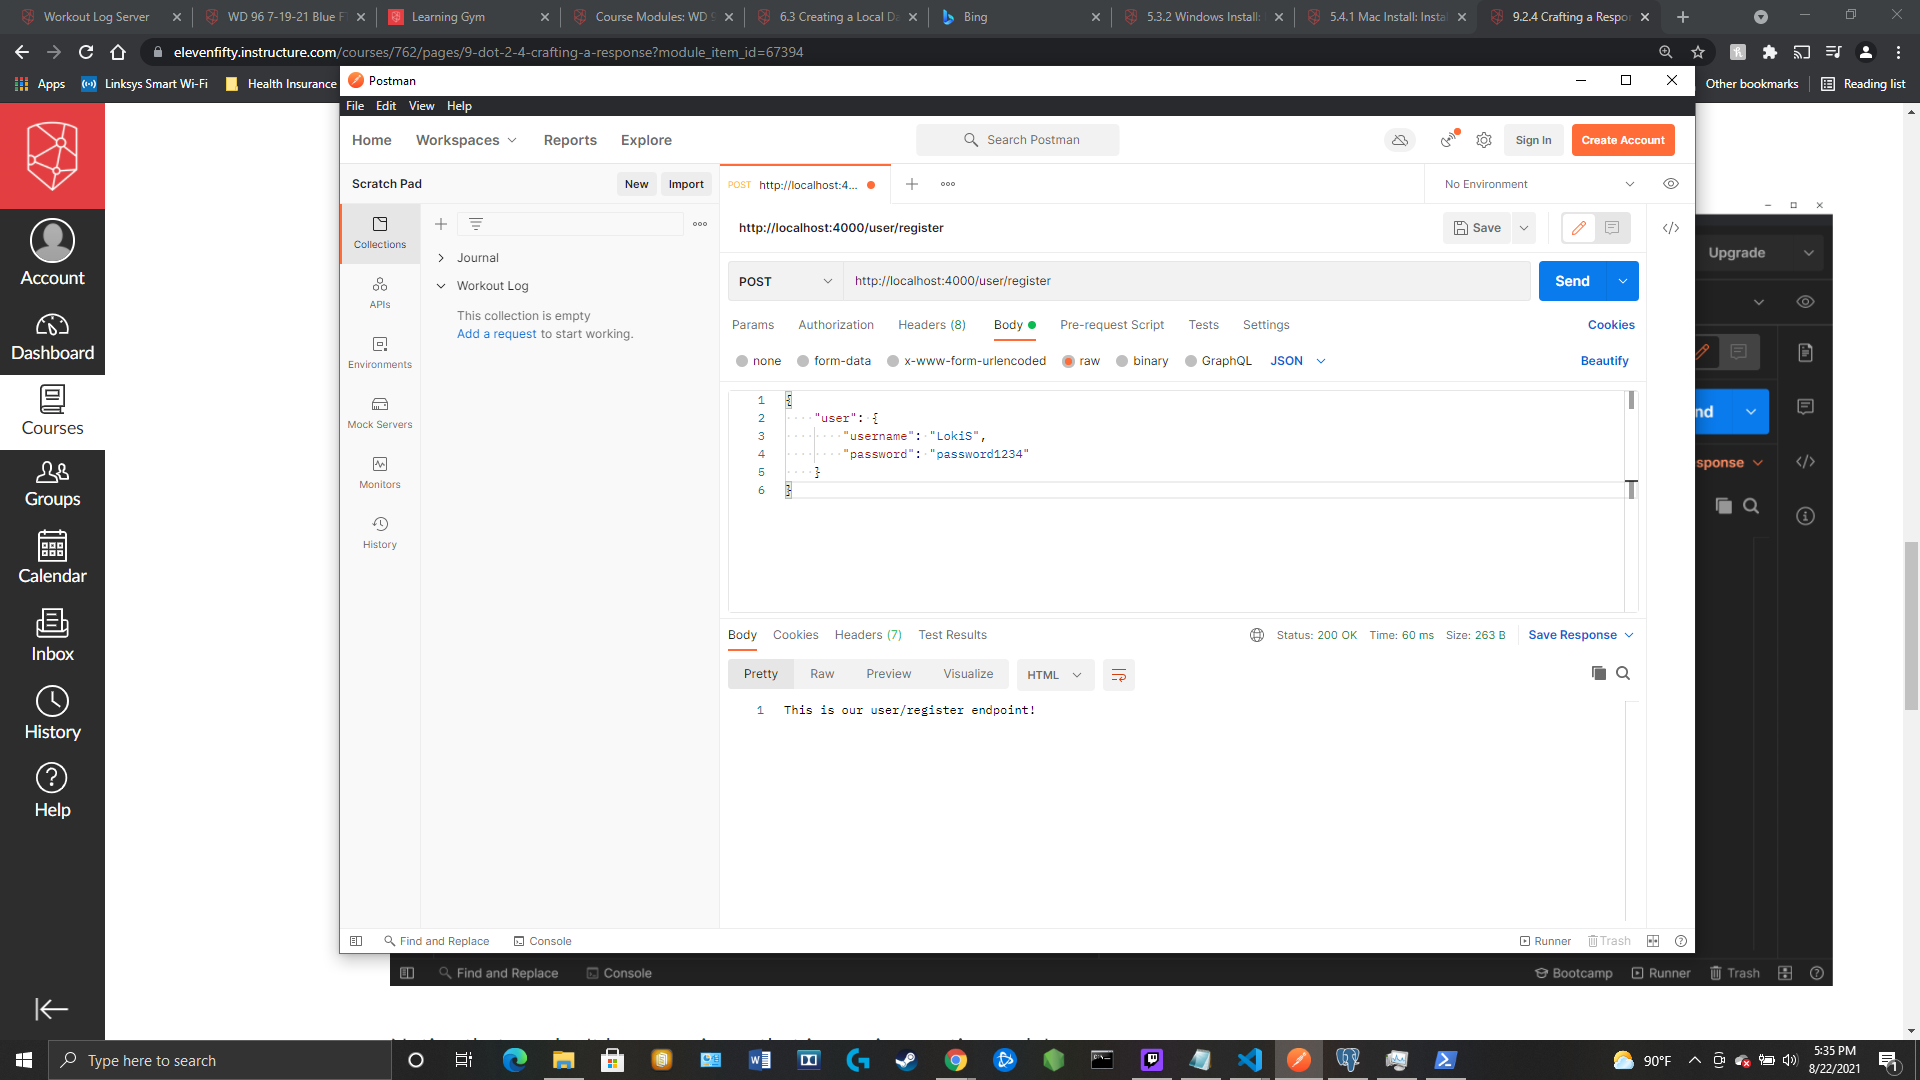 Workout Log Server
WD 96 7-19-21 Blue
Learning Gym
Course Modules: WD
6.3 Creating a Local Da
Bing
5.3.2 Windows Install:
5.4.1 Mac Install: Insta
9.2.4 Crafting a Respo
elevenfifty.instructure.com/courses/762/pages/9-dot-2-4-crafting-a-response?module_item_id=67394
Apps
Linksys Smart Wi-Fi
Health Insurance
Other bookmarks
Reading list
Postman
File Edit View Help
Home Workspaces Reports Explore
Search Postman
Sign In
Create Account
Scratch Pad
New
Import
POST http://localhost:4...
No Environment
Collections
APIs
Environments
Mock Servers
Monitors
History
Journal
Workout Log
This collection is empty
Add a request to start working.
http://localhost:4000/user/register
Save
POST
http://localhost:4000/user/register
Send
Params Authorization Headers (8) Body Pre-request Script Tests Settings
Cookies
none form-data x-www-form-urlencoded raw binary GraphQL JSON
Beautify
1 {
2 "user": {
3 "username": "LokiS",
4 "password": "password1234"
5 }
6 }
Body Cookies Headers (7) Test Results
Status: 200 OK Time: 60 ms Size: 263 B
Save Response
Pretty Raw Preview Visualize
HTML
1 This is our user/register endpoint!
Find and Replace
Console
Runner
Trash
Account
Dashboard
Courses
Groups
Calendar
Inbox
History
Help
Upgrade
nd
sponse
Find and Replace
Console
Bootcamp
Runner
Trash
Type here to search
90°F
5:35 PM
8/22/2021
1